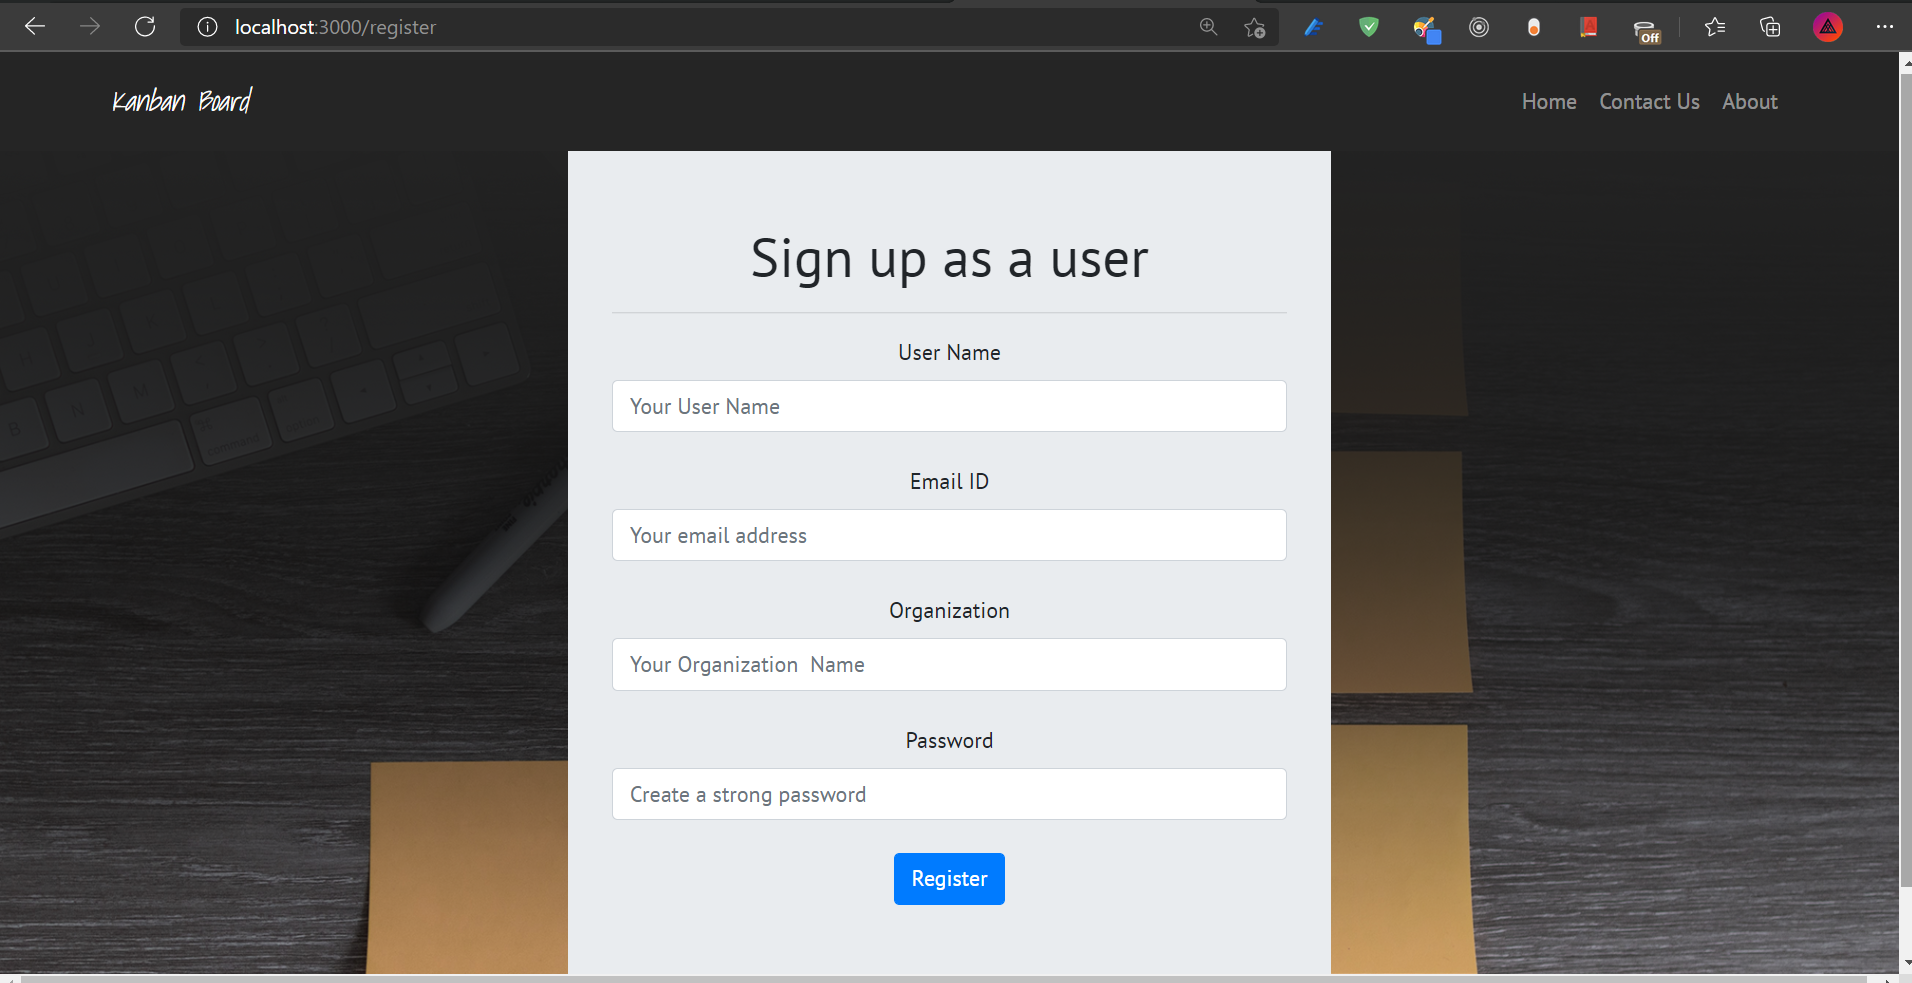 localhost:3000/register
Off
Kanban Board
Home Contact Us About
Sign up as a user
User Name
Your User Name
Email ID
Your email address
Organization
Your Organization  Name
Password
Create a strong password
Register